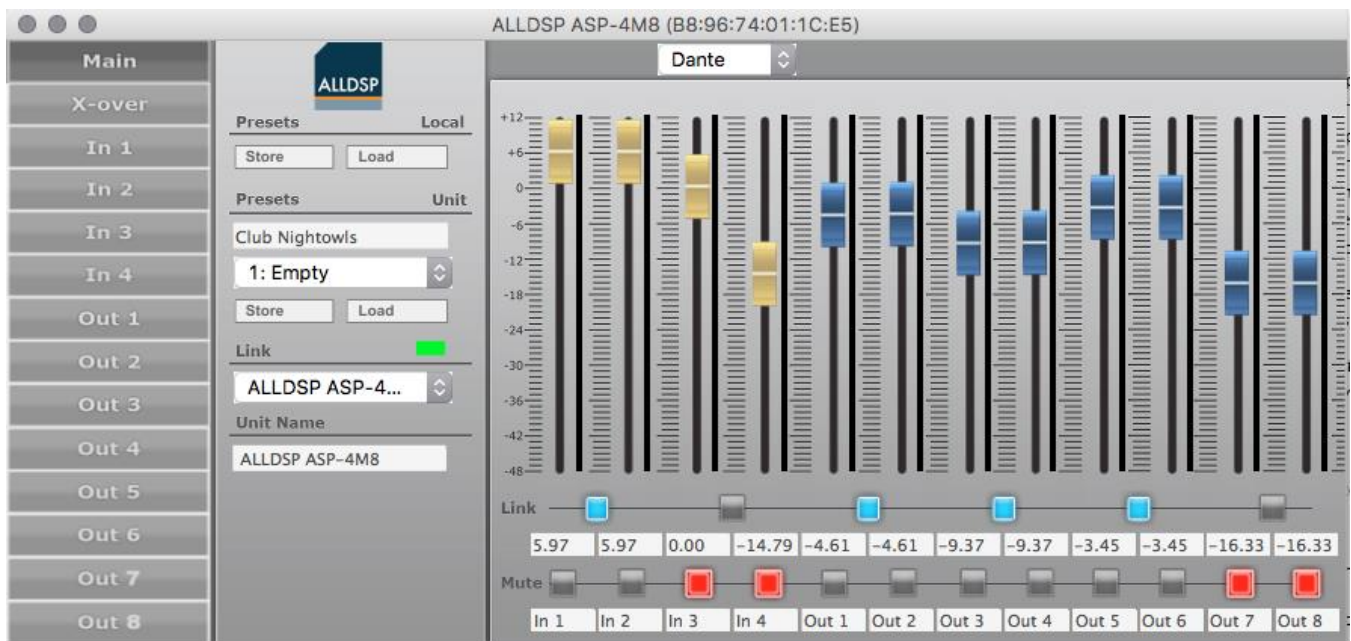 ALLDSP ASP-4M8 (B8:96:74:01:1C:E5)
Main
X-over
In 1
In 2
In 3
In 4
Out 1
Out 2
Out 3
Out 4
Out 5
Out 6
Out 7
Out 8
ALLDSP
Presets Local
Store Load
Presets Unit
Club Nightowls
1: Empty
Store Load
Link
ALLDSP ASP-4...
Unit Name
ALLDSP ASP-4M8
Dante
+12
+6
0
-6
-12
-18
-24
-30
-36
-42
-48
Link
5.97 5.97 0.00 -14.79 -4.61 -4.61 -9.37 -9.37 -3.45 -3.45 -16.33 -16.33
Mute
In 1 In 2 In 3 In 4 Out 1 Out 2 Out 3 Out 4 Out 5 Out 6 Out 7 Out 8